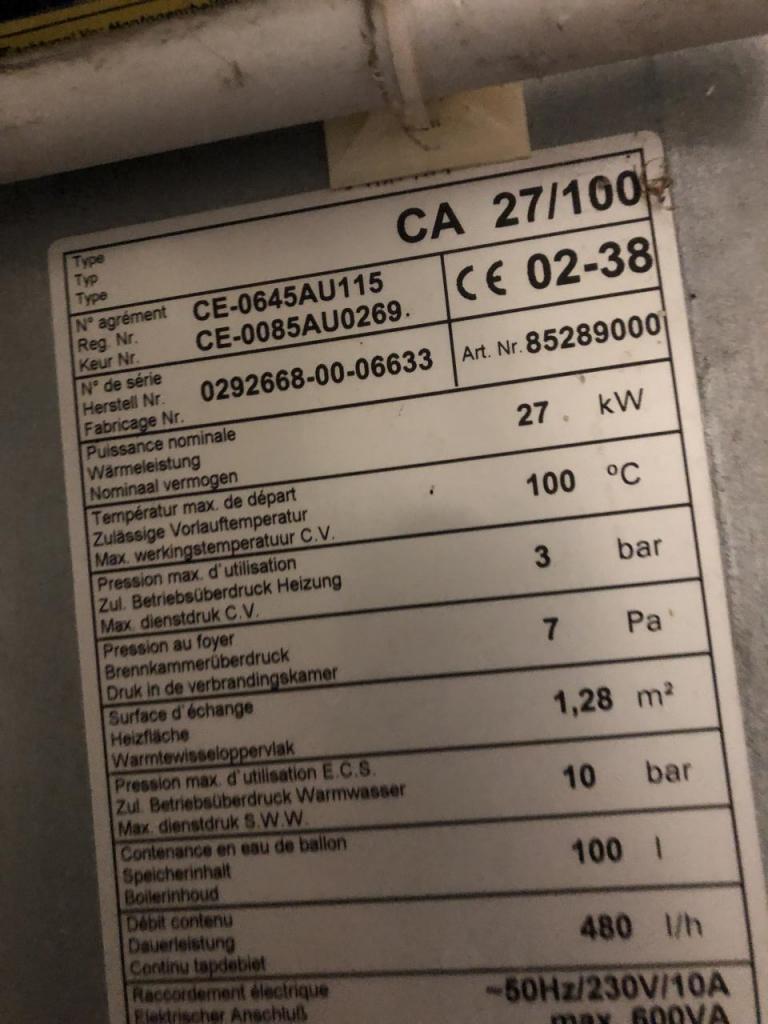 Type
Typ
Type
CA 27/100
N° agrément
Reg. Nr.
Keur Nr.
CE-0645AU115
CE-0085AU0269.
CE 02-38
N° de série
Herstell Nr.
Fabricage Nr.
0292668-00-06633
Art. Nr. 85289000
Puissance nominale
Wärmeleistung
Nominaal vermogen
27 kW
Températur max. de départ
Zulässige Vorlauftemperatur
Max. werkingstemperatuur C.V.
100 °C
Pression max. d'utilisation
Zul. Betriebsüberdruck Heizung
Max. dienstdruk C.V.
3 bar
Pression au foyer
Brennkammerüberdruck
Druk in de verbrandingskamer
7 Pa
Surface d'échange
Heizfläche
Warmtewisseloppervlak
1,28 m²
Pression max. d'utilisation E.C.S.
Zul. Betriebsüberdruck Warmwasser
Max. dienstdruk S.W.W.
10 bar
Contenance en eau de ballon
Speicherinhalt
Boilerinhoud
100 l
Débit contenu
Dauerleistung
Continu tapdebiet
480 l/h
Raccordement électrique
Elektrischer Anschluß
~50Hz/230V/10A
max. 600VA